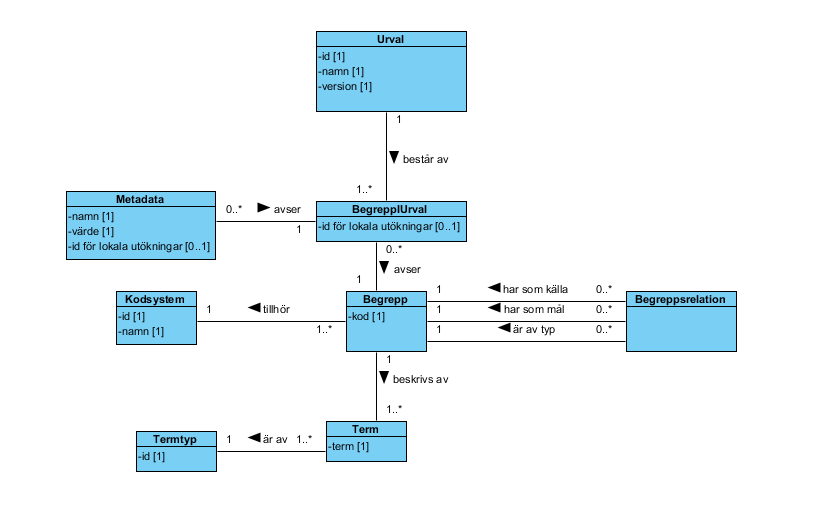 Urval
-id [1]
-namn [1]
-version [1]
1
består av
1..*
Metadata
-namn [1]
-värde [1]
-id för lokala utökningar [0..1]
0..*
avser
1
BegreppIUrval
-id för lokala utökningar [0..1]
0..*
avser
1
Kodsystem
-id [1]
-namn [1]
1
tillhör
1..*
Begrepp
-kod [1]
1
har som källa
0..*
1
har som mål
0..*
1
är av typ
0..*
Begreppsrelation
1
beskrivs av
1..*
Termtyp
-id [1]
1
är av
1..*
Term
-term [1]